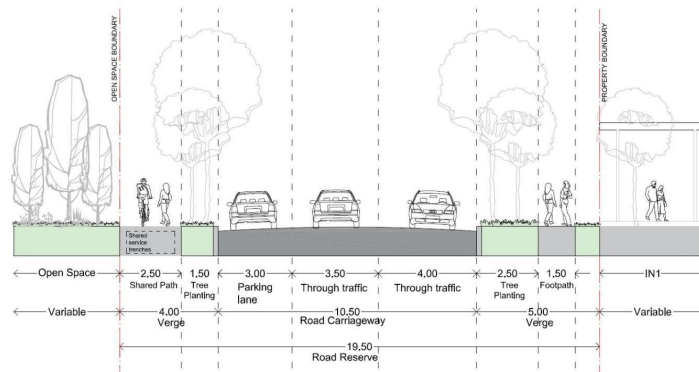 OPEN SPACE BOUNDARY
PROPERTY BOUNDARY
Shared
service
trenches
Open Space
2,50
Shared Path
1,50
Tree
Planting
3,00
Parking
lane
3,50
Through traffic
4,00
Through traffic
2,50
Tree
Planting
1,50
Footpath
IN1
Variable
4.00
Verge
10,50
Road Carriageway
5.00
Verge
Variable
19.50
Road Reserve